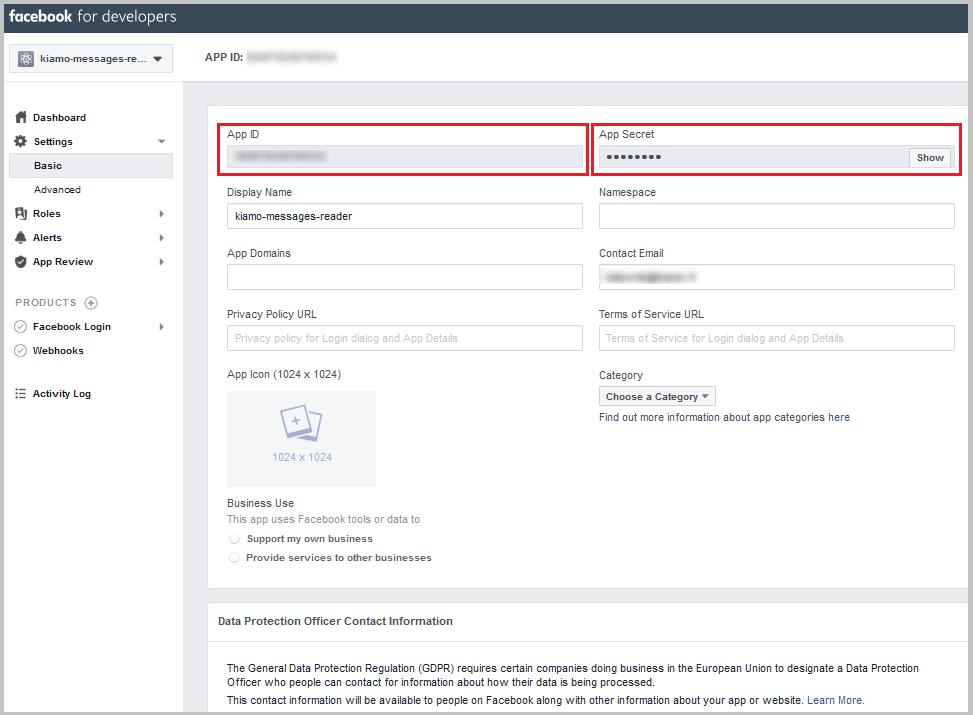 facebook for developers
kiamo-messages-re...
APP ID:
Dashboard
Settings
Basic
Advanced
Roles
Alerts
App Review
PRODUCTS
Facebook Login
Webhooks
Activity Log
App ID
App Secret
••••••••
Show
Display Name
Namespace
kiamo-messages-reader
App Domains
Contact Email
Privacy Policy URL
Terms of Service URL
Privacy policy for Login dialog and App Details
Terms of Service for Login dialog and App Details
App Icon (1024 x 1024)
Category
Choose a Category
Find out more information about app categories here
1024 x 1024
Business Use
This app uses Facebook tools or data to
Support my own business
Provide services to other businesses
Data Protection Officer Contact Information
The General Data Protection Regulation (GDPR) requires certain companies doing business in the European Union to designate a Data Protection
Officer who people can contact for information about how their data is being processed.
This contact information will be available to people on Facebook along with other information about your app or website. Learn More.